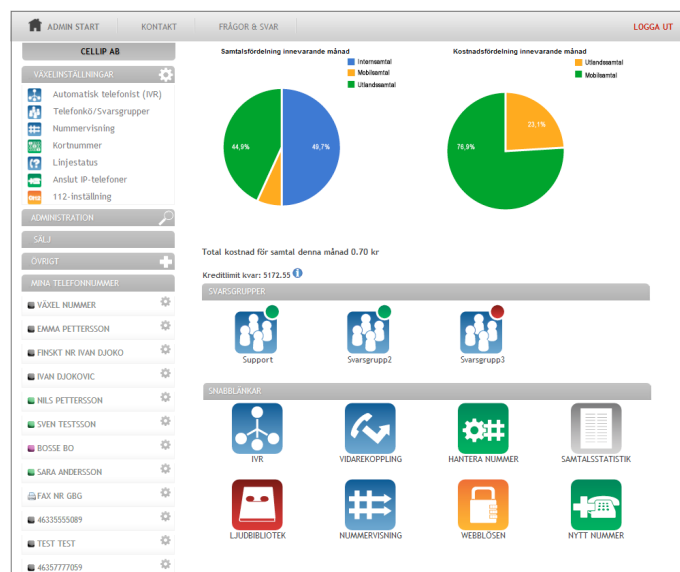 ADMIN START KONTAKT FRÅGOR & SVAR LOGGA UT
CELLIP AB
VÄXELINSTÄLLNINGAR
Automatisk telefonist (IVR)
Telefonkö/Svarsgrupper
Nummervisning
Kortnummer
Linjestatus
Anslut IP-telefoner
112-inställning
ADMINISTRATION
SÄLJ
ÖVRIGT
MINA TELEFONNUMMER
VÄXEL NUMMER
EMMA PETTERSSON
FINSKT NR IVAN DJOKO
IVAN DJOKOVIC
NILS PETTERSSON
SVEN TESTSSON
BOSSE BO
SARA ANDERSSON
FAX NR GBG
46335555089
TEST TEST
46357777059
Samtalsfördelning innevarande månad
Internsamtal
Mobilsamtal
Utlandssamtal
44,9%
49,7%
Kostnadsfördelning innevarande månad
Utlandssamtal
Mobilsamtal
76,9%
23,1%
Total kostnad för samtal denna månad 0.70 kr
Kreditlimit kvar: 5172.55
SVARSGRUPPER
Support Svarsgrupp2 Svarsgrupp3
SNABBLÄNKAR
IVR VIDAREKOPPLING HANTERA NUMMER SAMTALSSTATISTIK
LJUDBIBLIOTEK NUMMERVISNING WEBBLÖSEN NYTT NUMMER